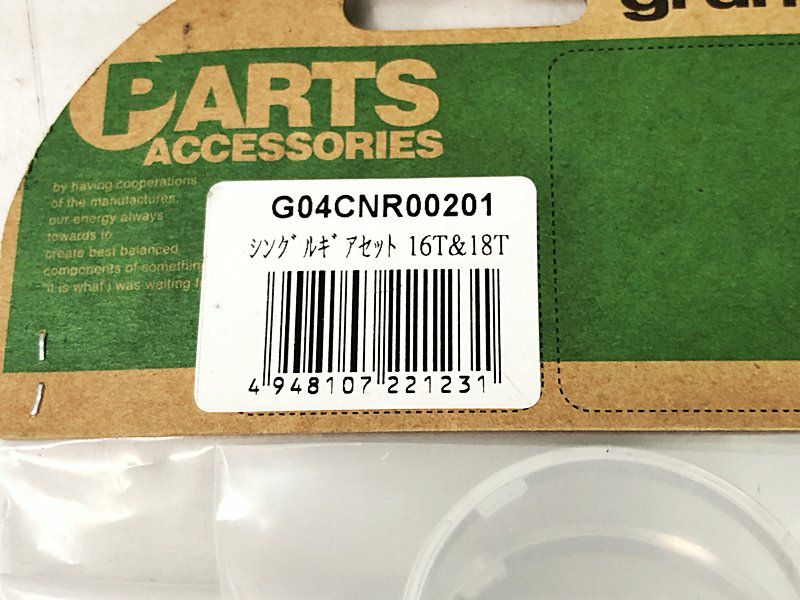 PARTS
ACCESSORIES
by having cooperations
of the manufactures,
our energy always
towards to
create best balanced
components of something
"it is what i was waiting
G04CNR00201
ｼﾝｸﾞﾙｷﾞｱｾｯﾄ 16T&18T
4 948107 221231